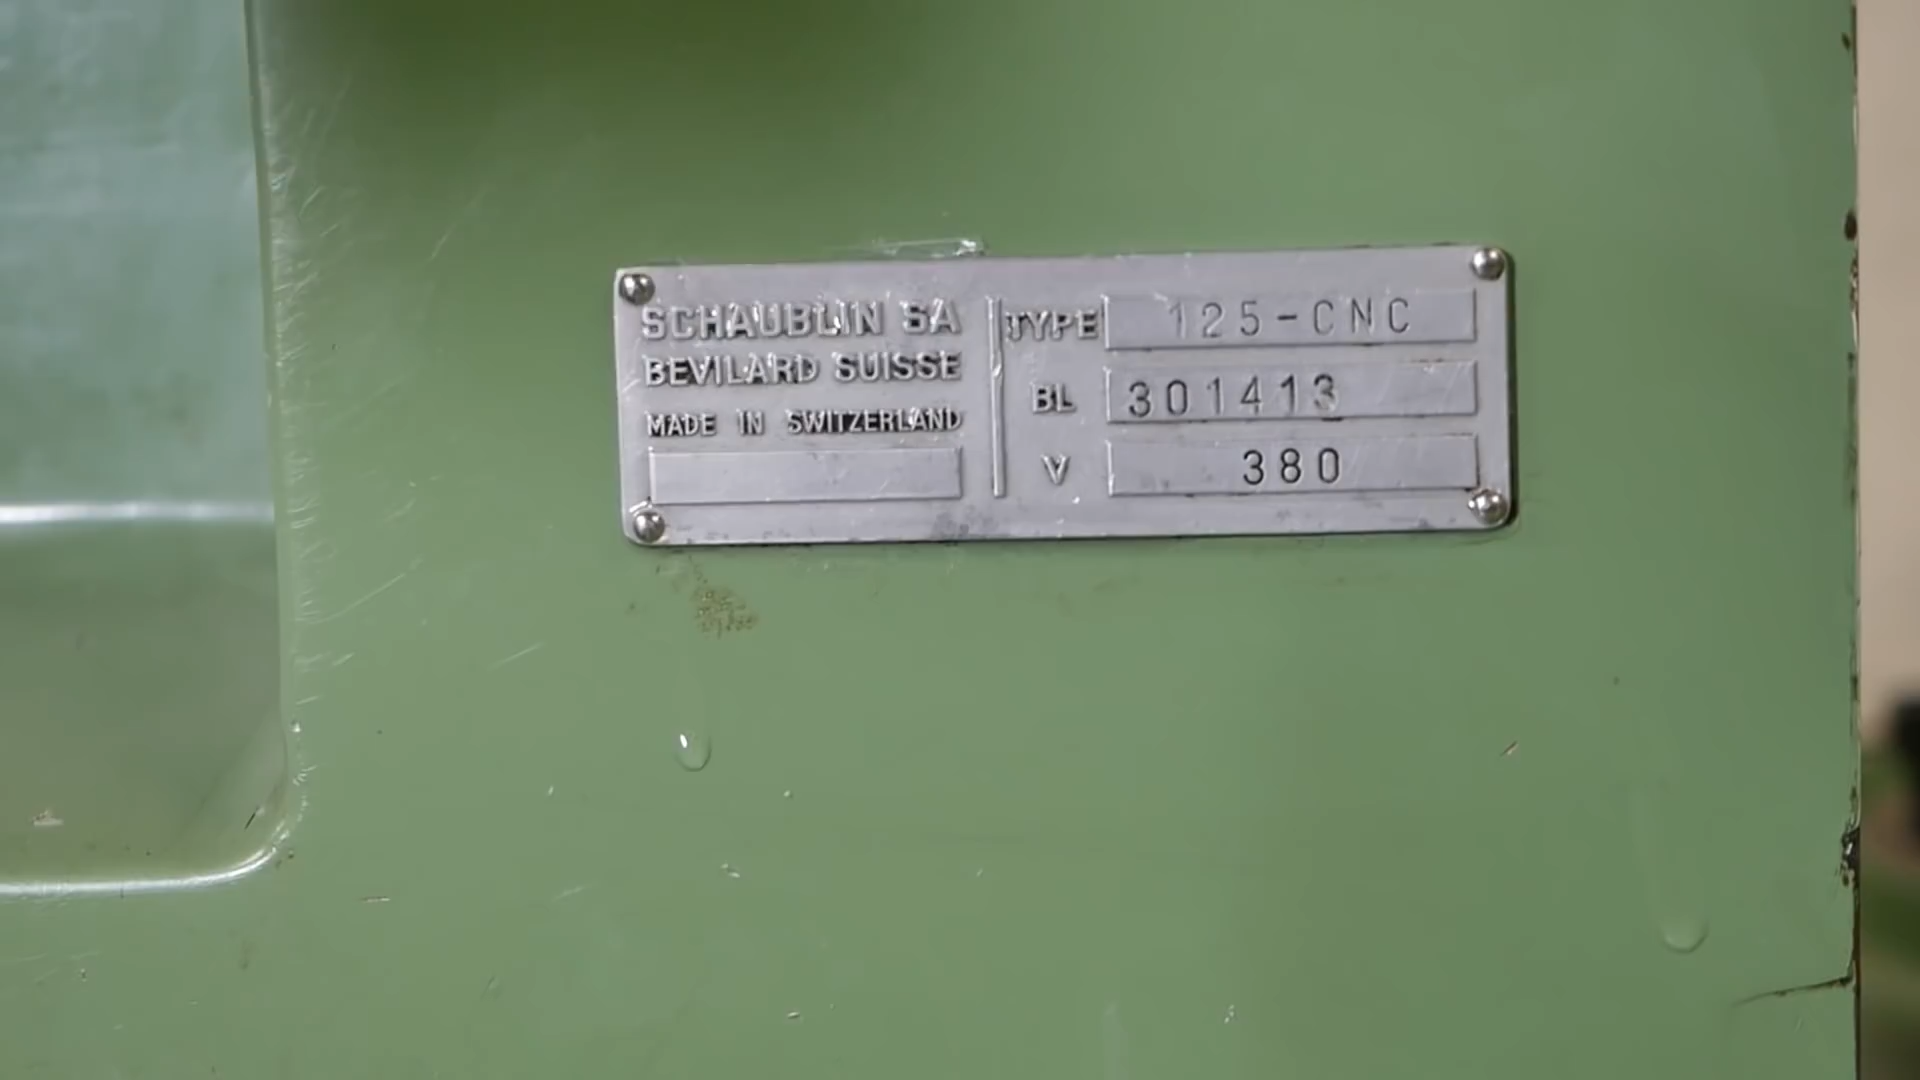 SCHAUBLIN SA
BEVILARD SUISSE
MADE IN SWITZERLAND
TYPE 125-CNC
BL 301413
V 380